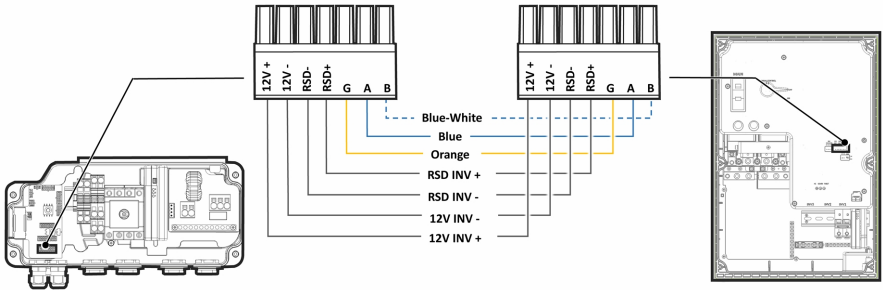 12V + 12V - RSD- RSD+ G A B
12V + 12V - RSD- RSD+ G A B
Blue-White
Blue
Orange
RSD INV +
RSD INV -
12V INV -
12V INV +